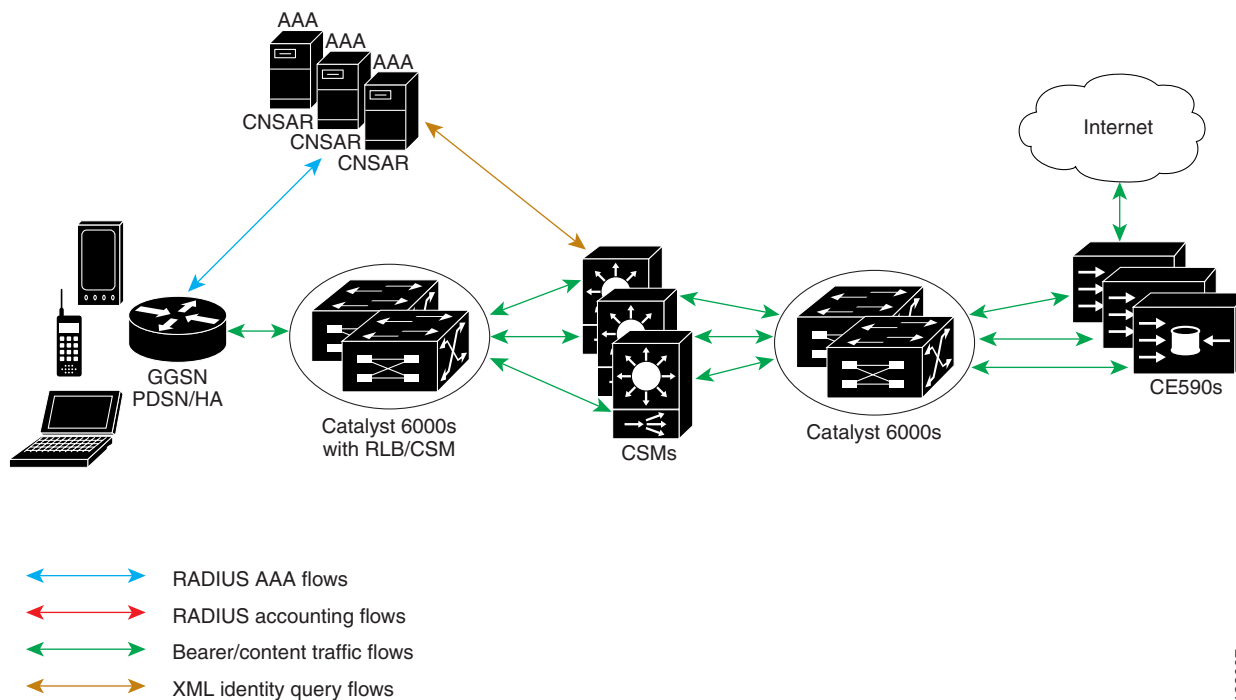 AAA
AAA
AAA
CNSAR
CNSAR
CNSAR
Internet
GGSN
PDSN/HA
Catalyst 6000s
with RLB/CSM
CSMs
Catalyst 6000s
CE590s
RADIUS AAA flows
RADIUS accounting flows
Bearer/content traffic flows
XML identity query flows